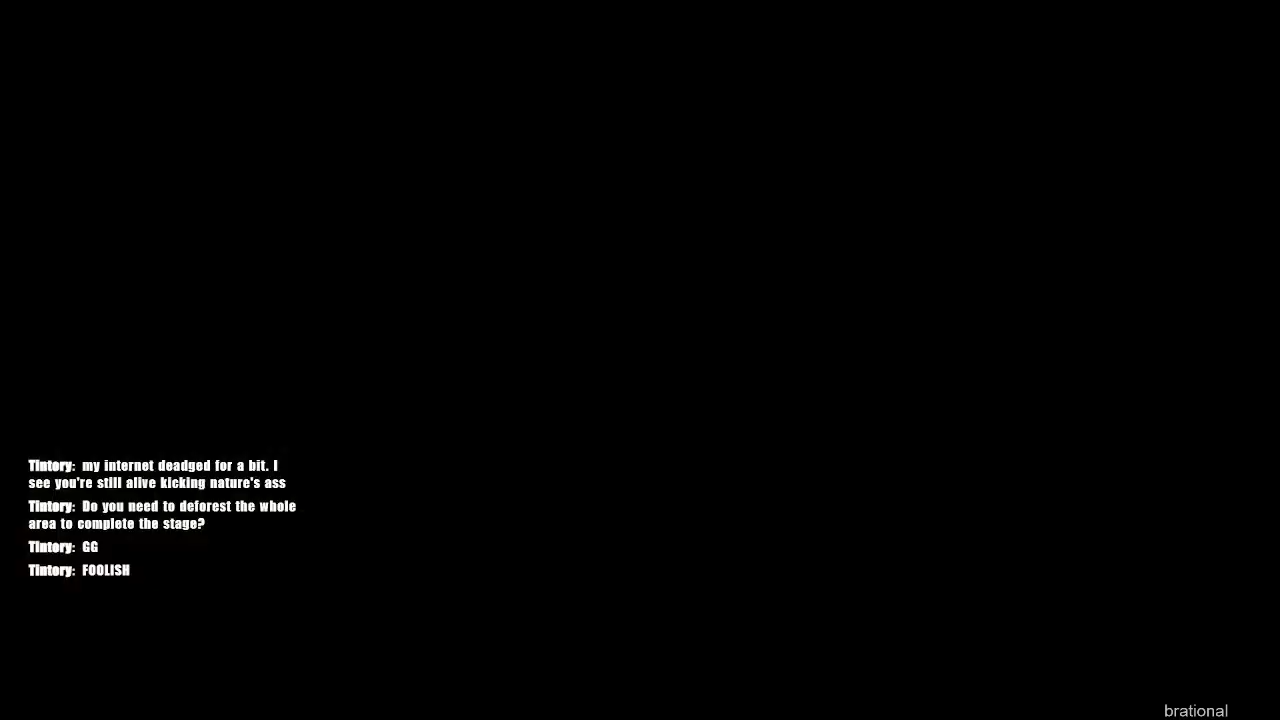 Tintory: my internet deadged for a bit. I
see you're still alive kicking nature's ass
Tintory: Do you need to deforest the whole
area to complete the stage?
Tintory: GG
Tintory: FOOLISH
brational